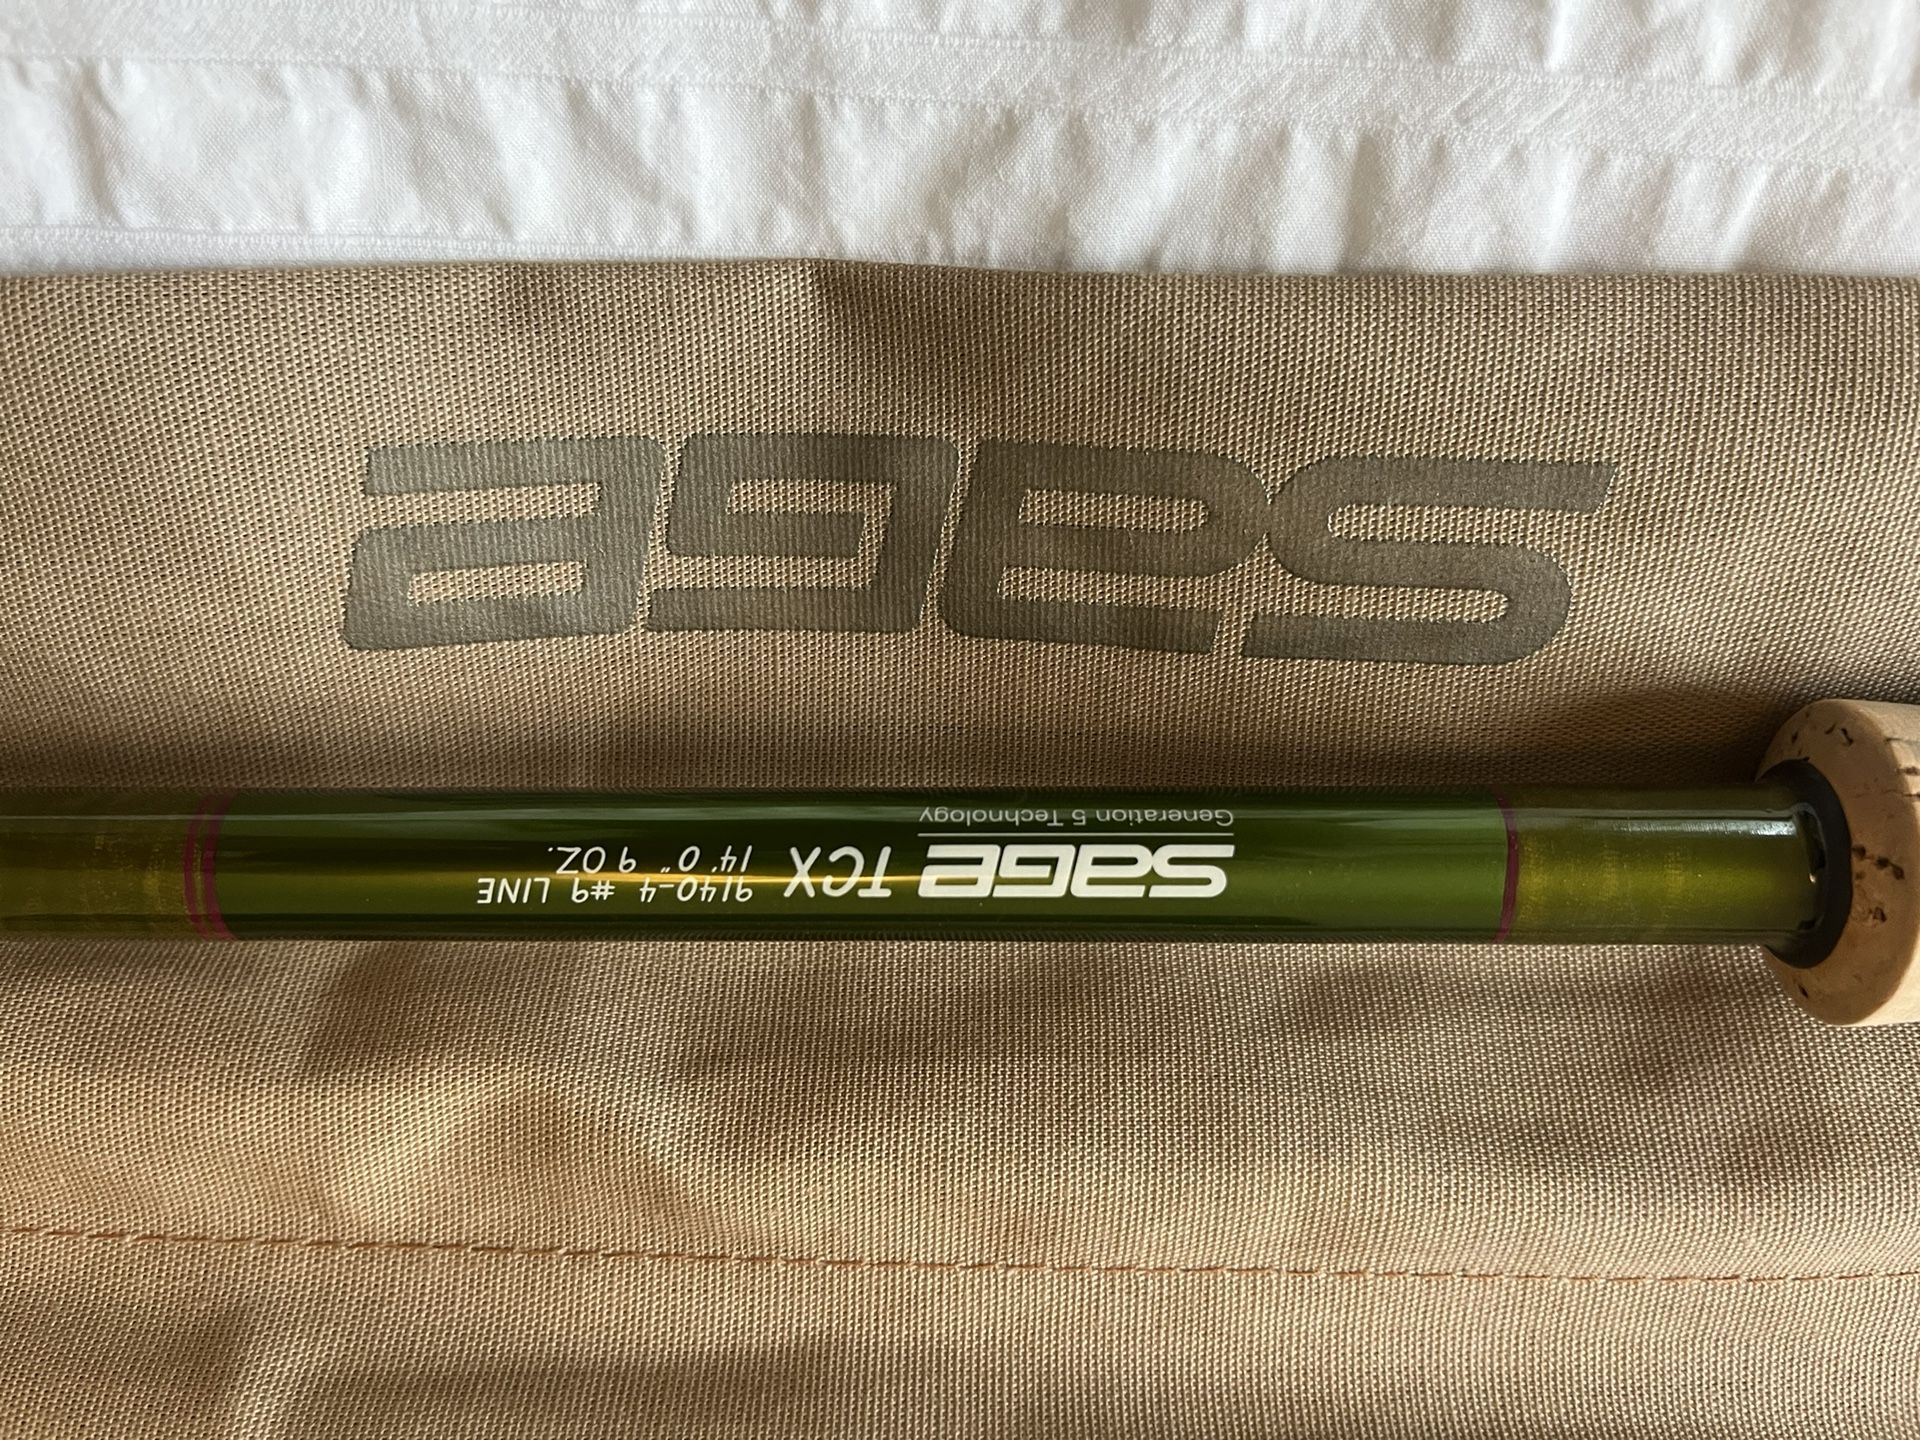 sage
SaGE TCX 9140-4 #9 LINE
Generation 5 Technology 14' 0" 9 OZ.